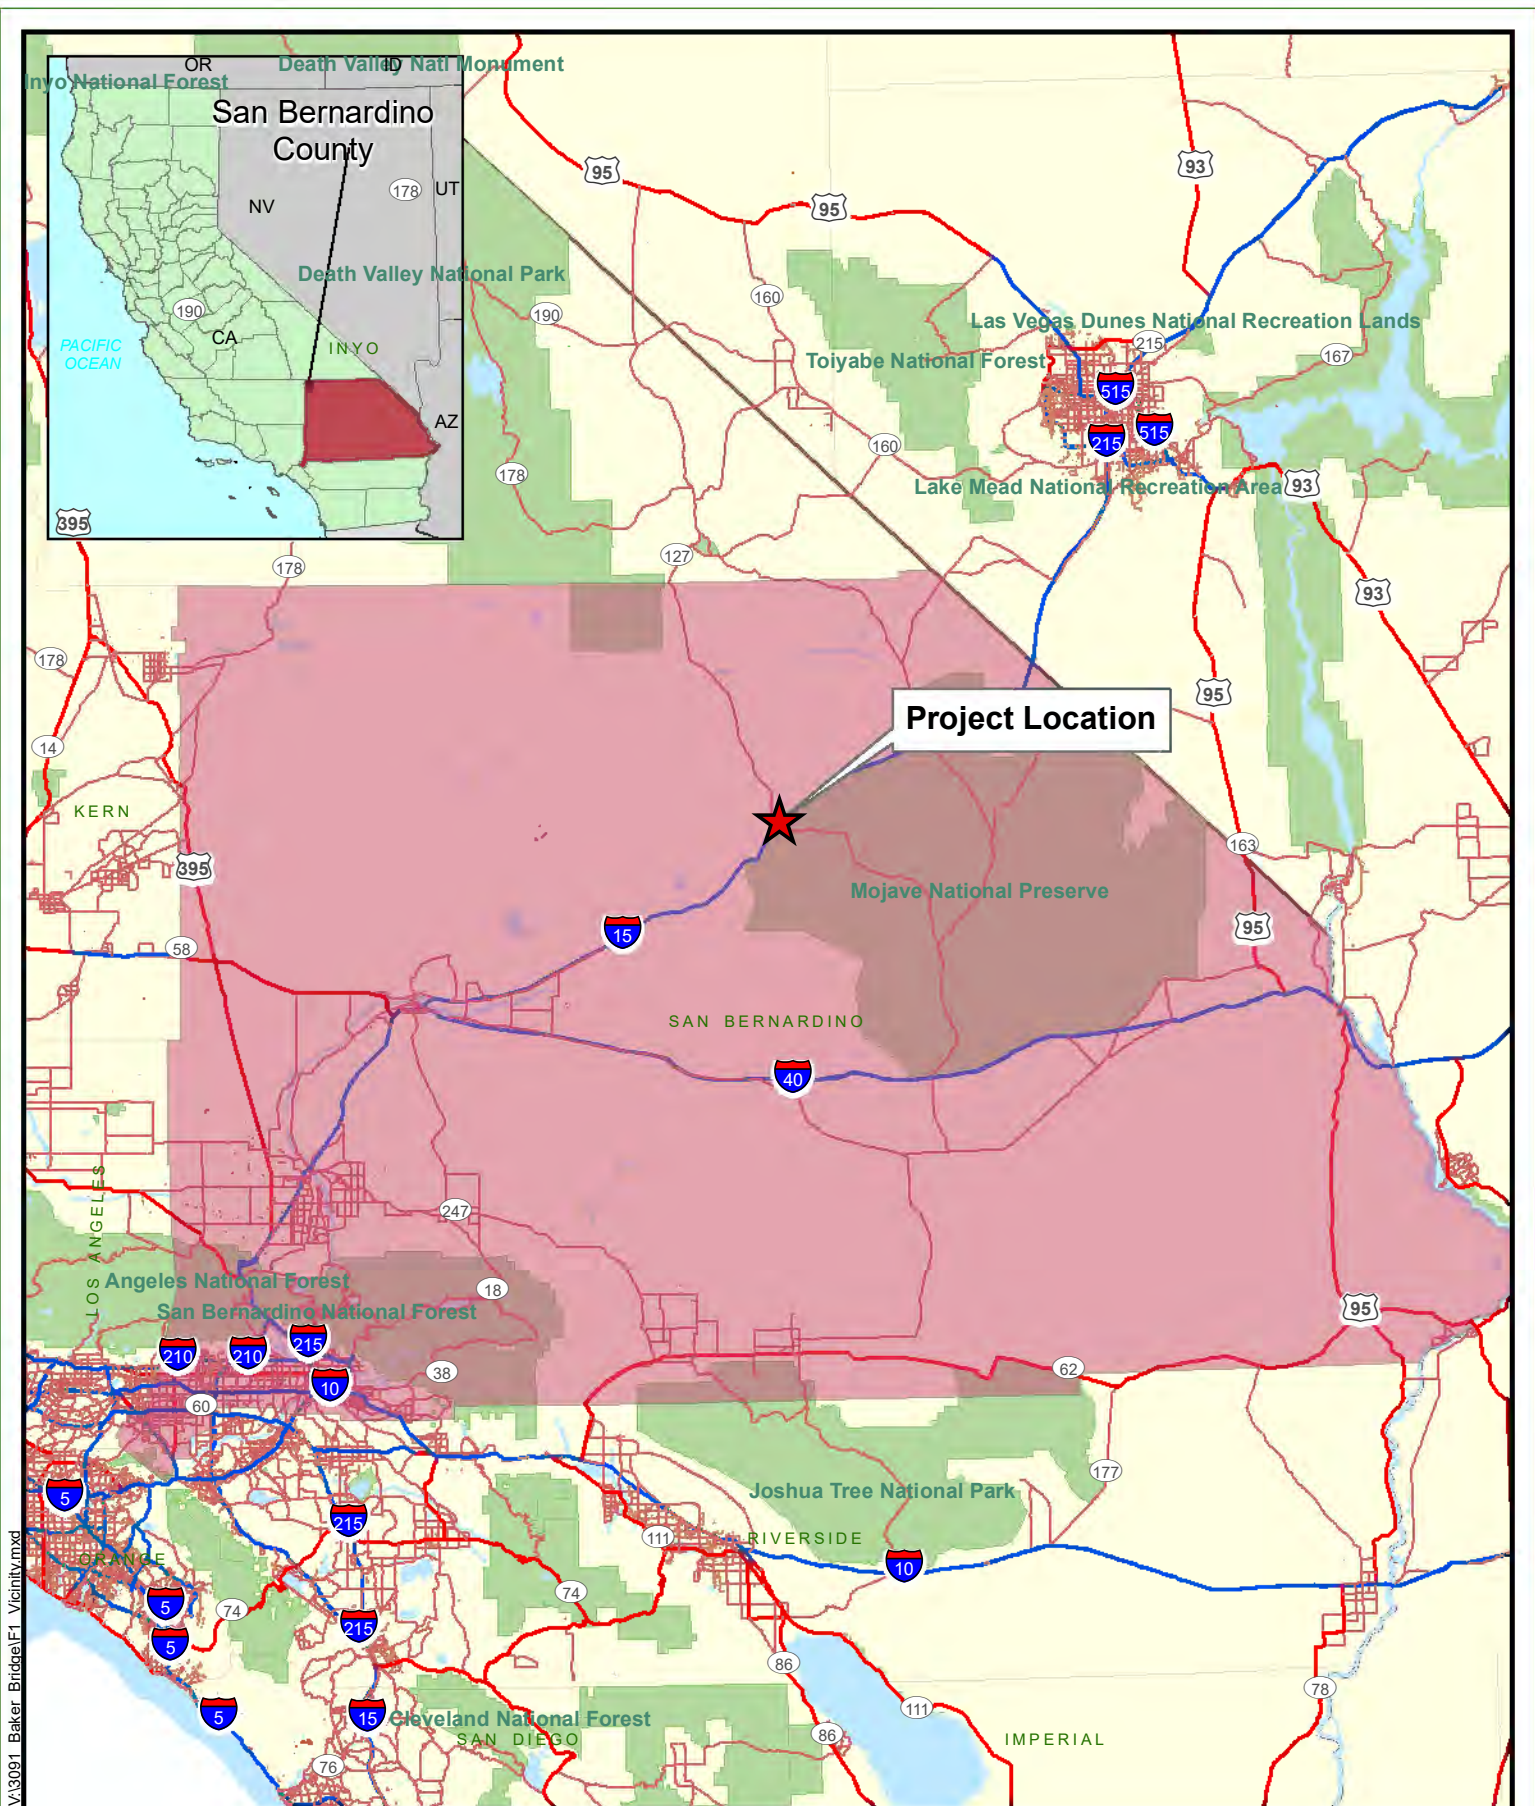 OR
ID
Death Valley Natl Monument
Inyo National Forest
San Bernardino
County
95
93
178
UT
NV
95
Death Valley National Park
190
190
160
CA
PACIFIC
OCEAN
INYO
Las Vegas Dunes National Recreation Lands
215
167
Toiyabe National Forest
515
AZ
515
215
160
178
Lake Mead National Recreation Area
93
395
127
178
93
178
95
Project Location
14
KERN
163
395
Mojave National Preserve
95
15
58
SAN BERNARDINO
40
LOS ANGELES
247
Angeles National Forest
18
San Bernardino National Forest
95
210
210
215
62
38
10
60
177
5
Joshua Tree National Park
215
111
RIVERSIDE
ORANGE
10
74
5
74
215
5
86
78
5
15
Cleveland National Forest
111
SAN DIEGO
86
IMPERIAL
76
V:\3091 Baker Bridge\F1 Vicinity.mxd